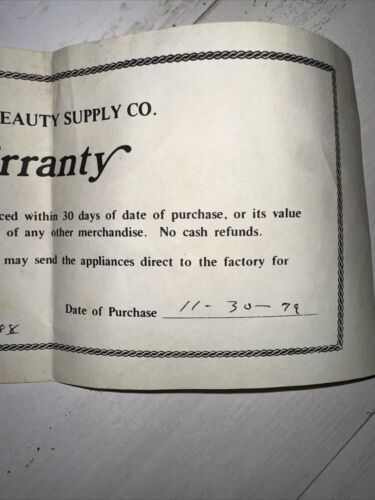 EAUTY SUPPLY CO.
rranty
ced within 30 days of date of purchase, or its value
of any other merchandise. No cash refunds.
may send the appliances direct to the factory for
Date of Purchase 11-30-79
88